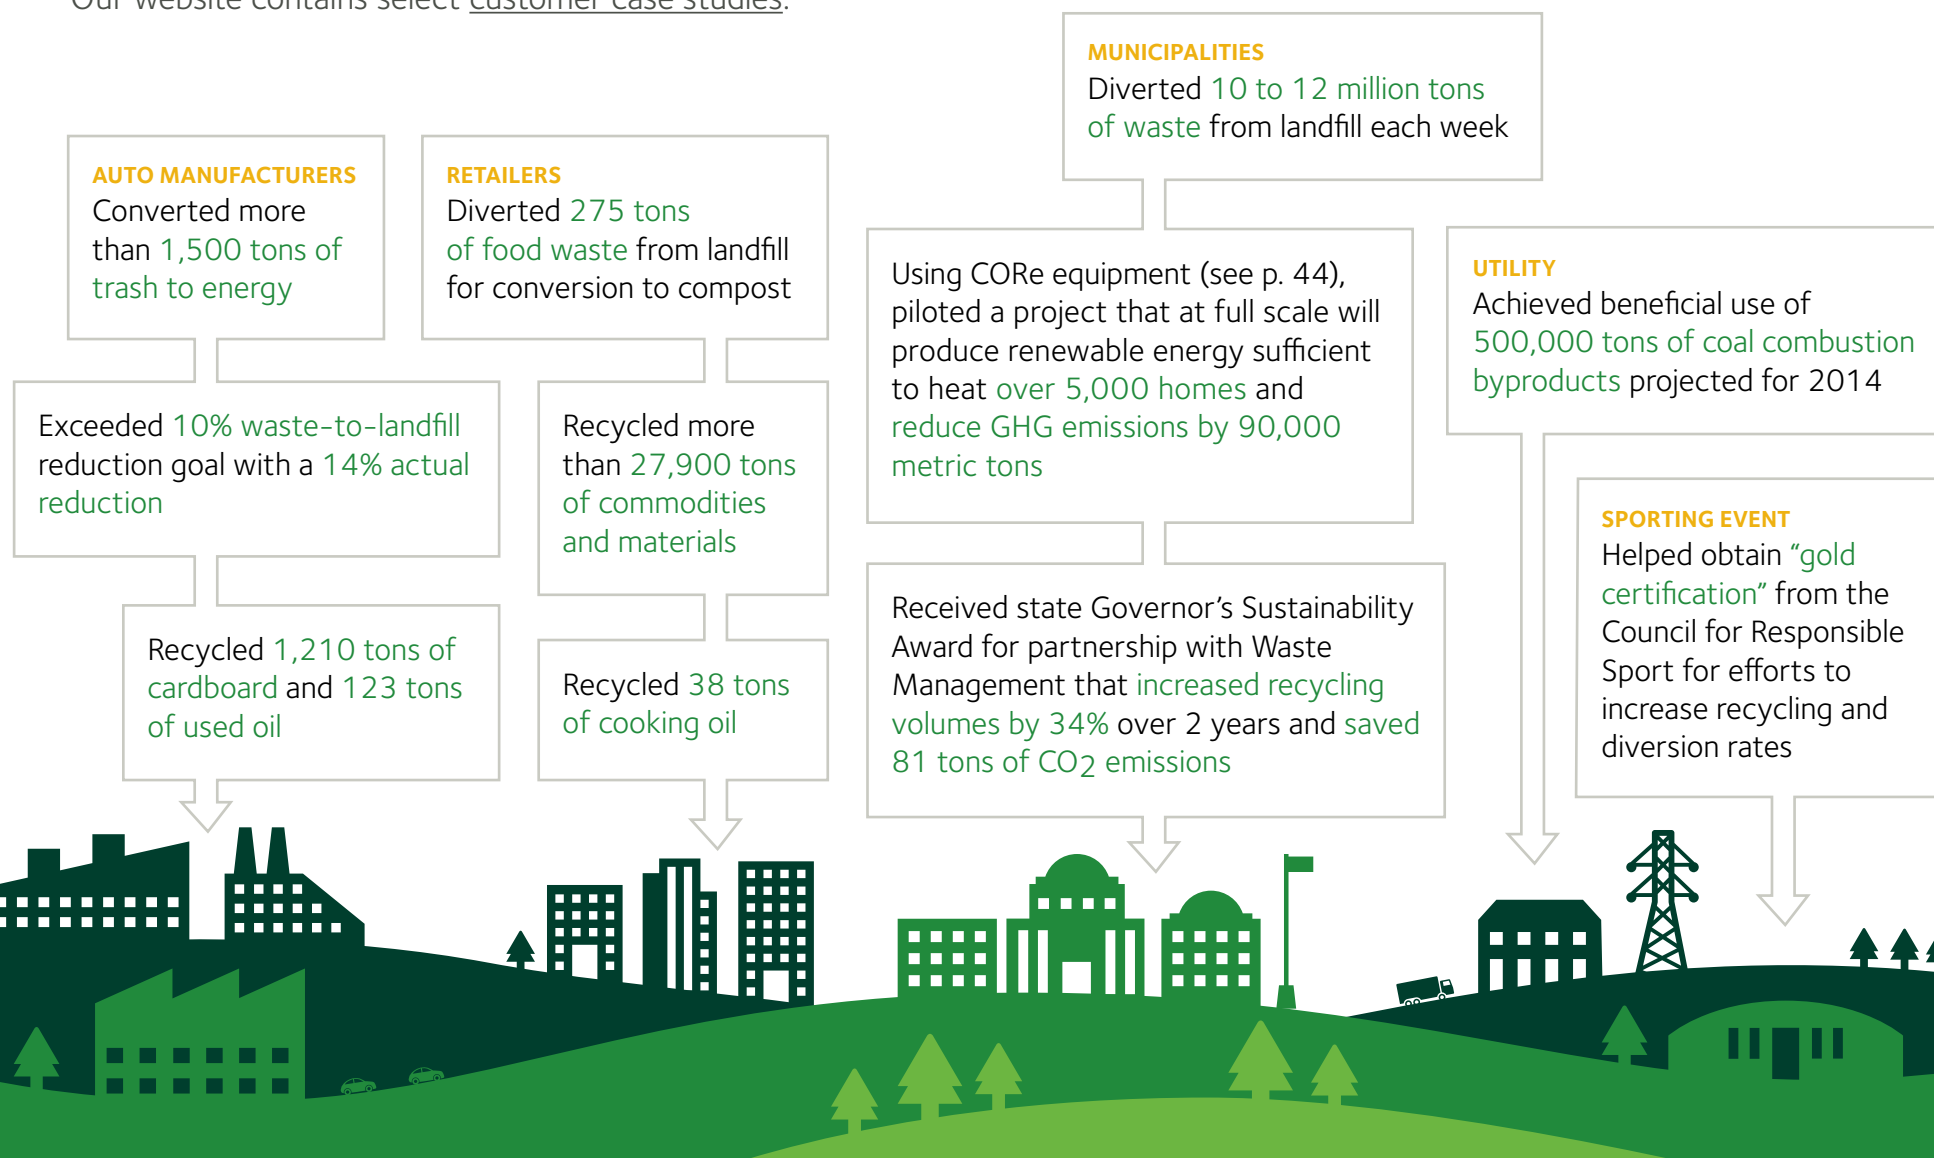 Our website contains select customer case studies.
AUTO MANUFACTURERS
Converted more
than 1,500 tons of
trash to energy
Exceeded 10% waste-to-landfill
reduction goal with a 14% actual
reduction
Recycled 1,210 tons of
cardboard and 123 tons
of used oil
RETAILERS
Diverted 275 tons
of food waste from landfill
for conversion to compost
Recycled more
than 27,900 tons
of commodities
and materials
Recycled 38 tons
of cooking oil
MUNICIPALITIES
Diverted 10 to 12 million tons
of waste from landfill each week
Using CORe equipment (see p. 44),
piloted a project that at full scale will
produce renewable energy sufficient
to heat over 5,000 homes and
reduce GHG emissions by 90,000
metric tons
Received state Governor's Sustainability
Award for partnership with Waste
Management that increased recycling
volumes by 34% over 2 years and saved
81 tons of CO2 emissions
UTILITY
Achieved beneficial use of
500,000 tons of coal combustion
byproducts projected for 2014
SPORTING EVENT
Helped obtain "gold
certification" from the
Council for Responsible
Sport for efforts to
increase recycling and
diversion rates